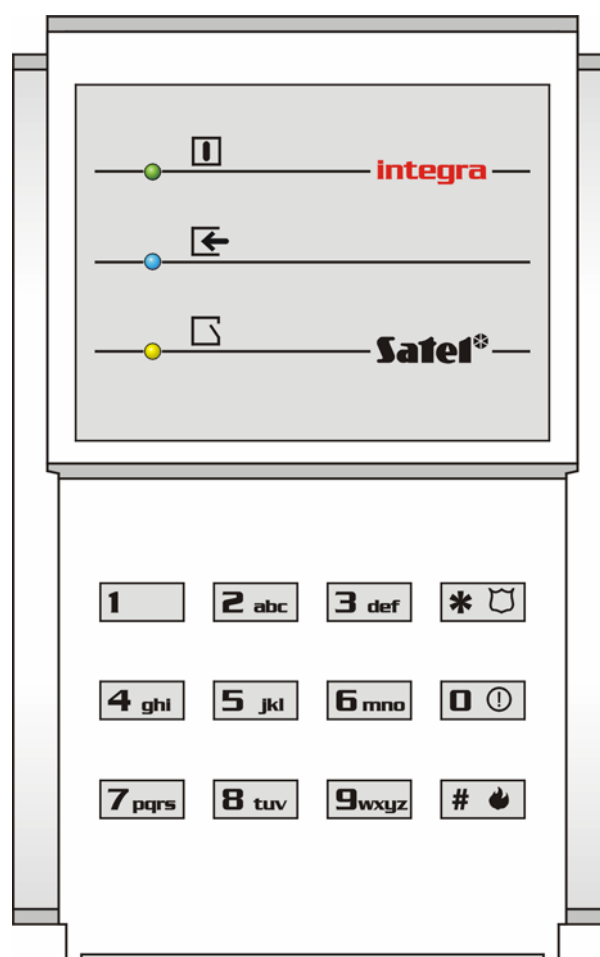 integra
Satel
1
2 abc
3 def
*
4 ghi
5 jkl
6 mno
0
7 pqrs
8 tuv
9 wxyz
#